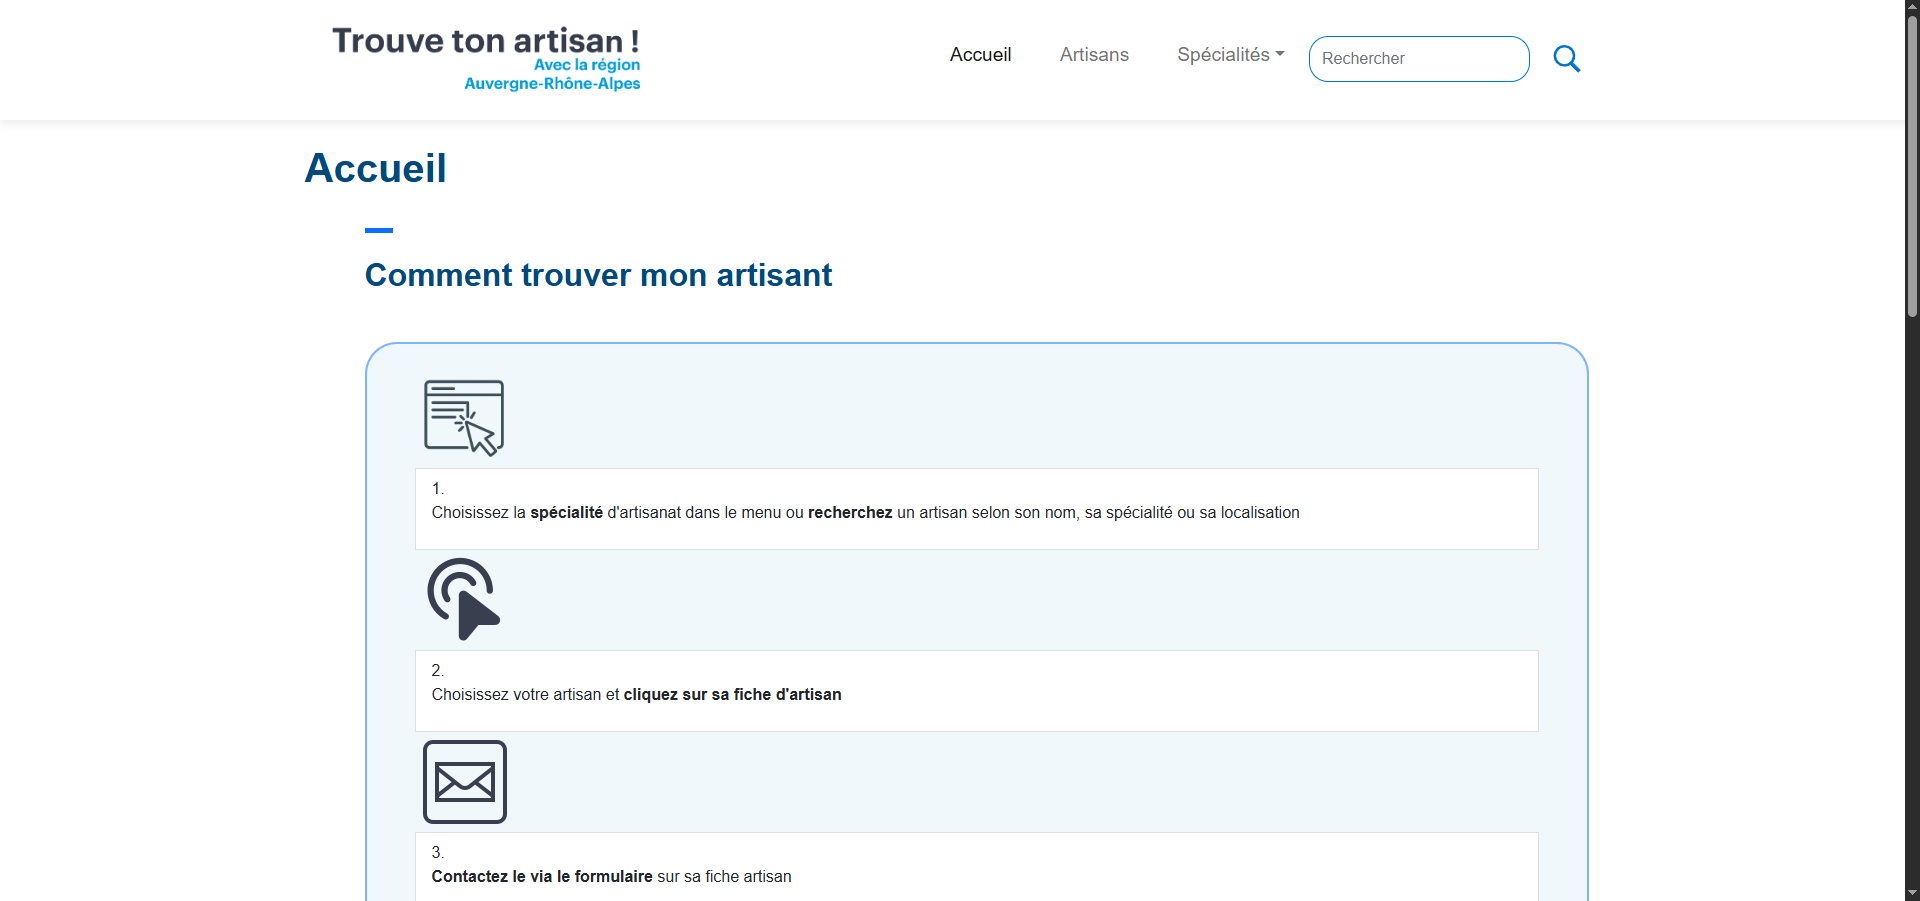 Trouve ton artisan !
Avec la région
Auvergne-Rhône-Alpes
Accueil
Artisans
Spécialités
Rechercher
Accueil
Comment trouver mon artisant
1.
Choisissez la spécialité d'artisanat dans le menu ou recherchez un artisan selon son nom, sa spécialité ou sa localisation
2.
Choisissez votre artisan et cliquez sur sa fiche d'artisan
3.
Contactez le via le formulaire sur sa fiche artisan